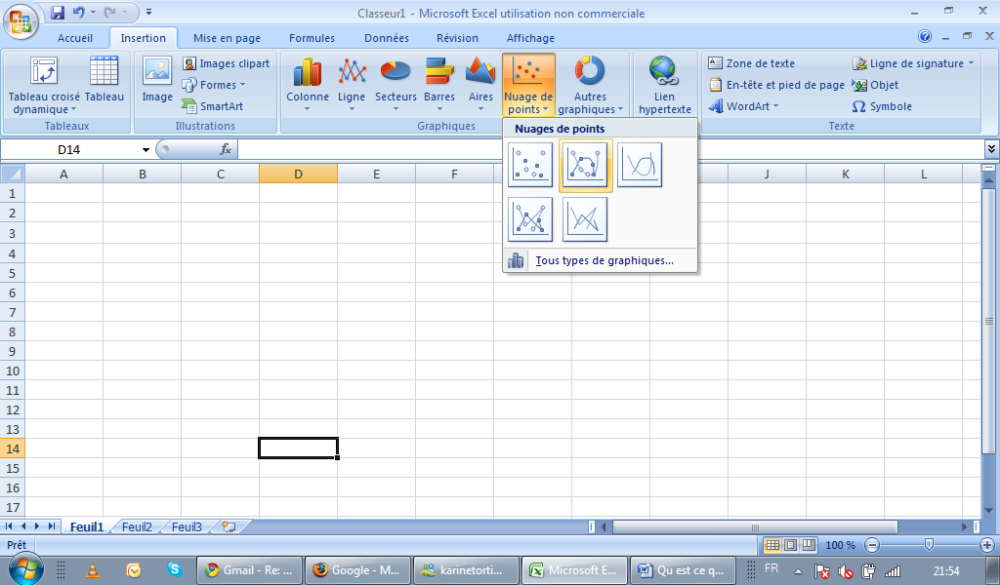 Classeur1 - Microsoft Excel utilisation non commerciale
Accueil Insertion Mise en page Formules Données Révision Affichage
Tableau croisé dynamique
Tableau
Tableaux
Image
Images clipart
Formes
SmartArt
Illustrations
Colonne
Ligne
Secteurs
Barres
Aires
Nuage de points
Autres graphiques
Graphiques
Lien hypertexte
Zone de texte
En-tête et pied de page
WordArt
Ligne de signature
Objet
Symbole
Texte
Nuages de points
Tous types de graphiques...
D14 fx
A B C D E F J K L
1
2
3
4
5
6
7
8
9
10
11
12
13
14
15
16
17
Feuil1 Feuil2 Feuil3
Prêt 100 %
Gmail - Re: ... Google - M... karinetorti... Microsoft E... Qu est ce q... FR 21:54